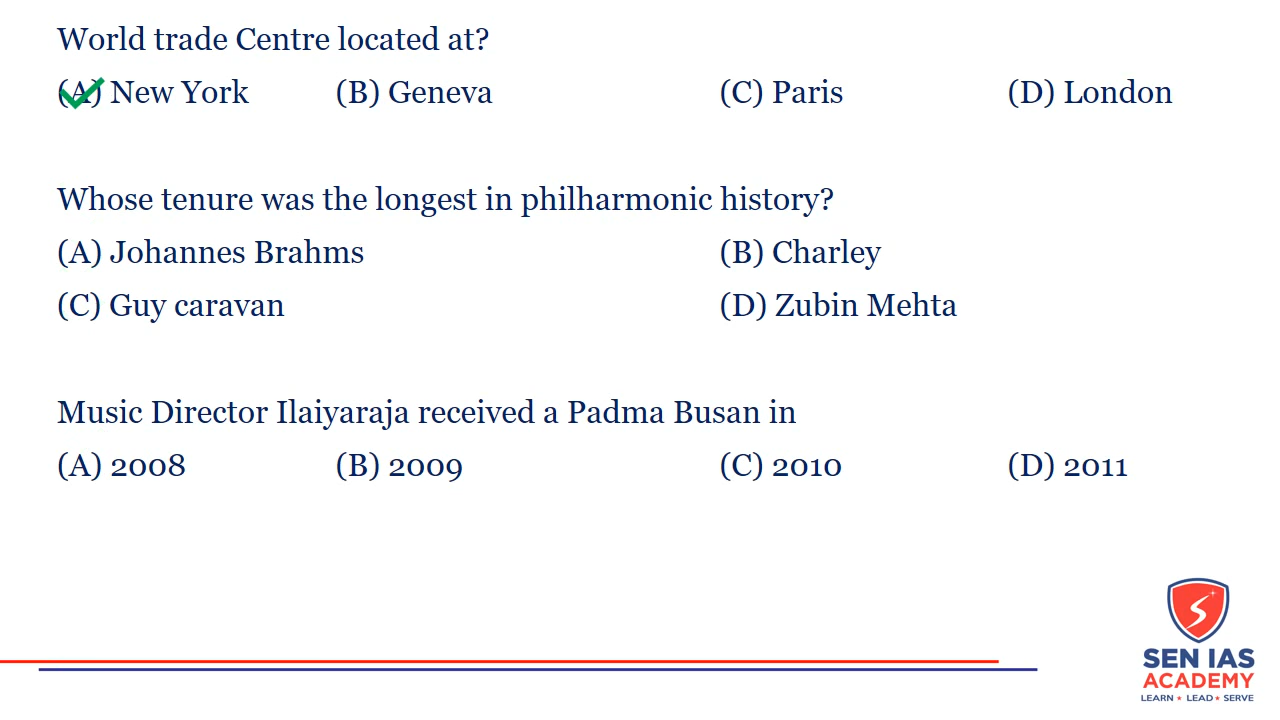 World trade Centre located at?
(A) New York (B) Geneva (C) Paris (D) London
Whose tenure was the longest in philharmonic history?
(A) Johannes Brahms (B) Charley
(C) Guy caravan (D) Zubin Mehta
Music Director Ilaiyaraja received a Padma Busan in
(A) 2008 (B) 2009 (C) 2010 (D) 2011
SEN IAS
ACADEMY
LEARN ★ LEAD ★ SERVE